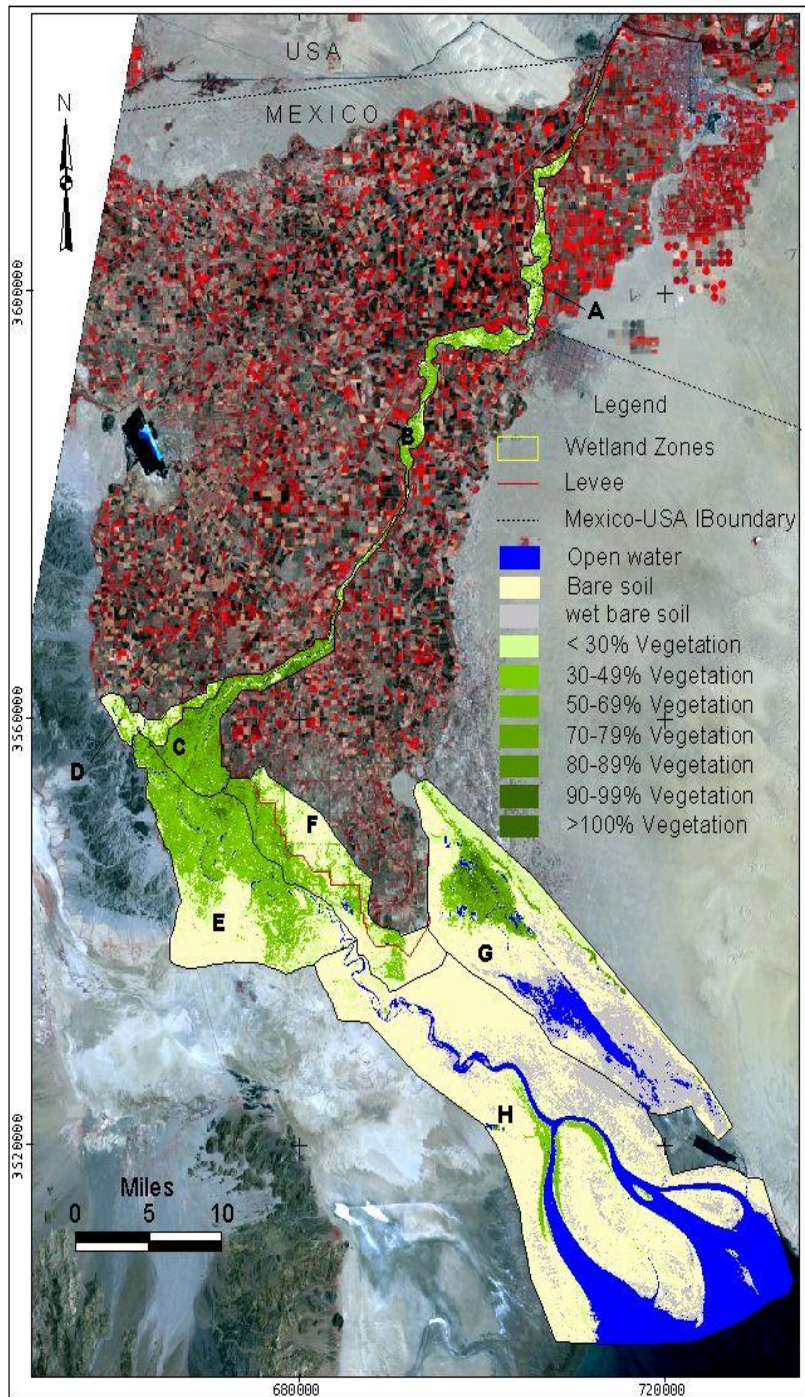 USA
MEXICO
N
3600000
A
Legend
B
Wetland Zones
Levee
Mexico-USA IBoundary
Open water
Bare soil
wet bare soil
< 30% Vegetation
30-49% Vegetation
50-69% Vegetation
3560000
C
70-79% Vegetation
D
80-89% Vegetation
90-99% Vegetation
F
>100% Vegetation
E
G
H
3520000
Miles
0 5 10
680000 720000